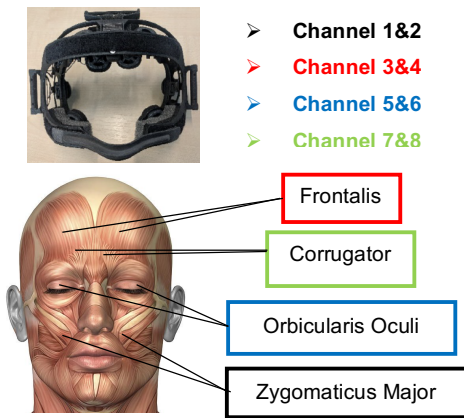 ➢ Channel 1&2
➢ Channel 3&4
➢ Channel 5&6
➢ Channel 7&8
Frontalis
Corrugator
Orbicularis Oculi
Zygomaticus Major